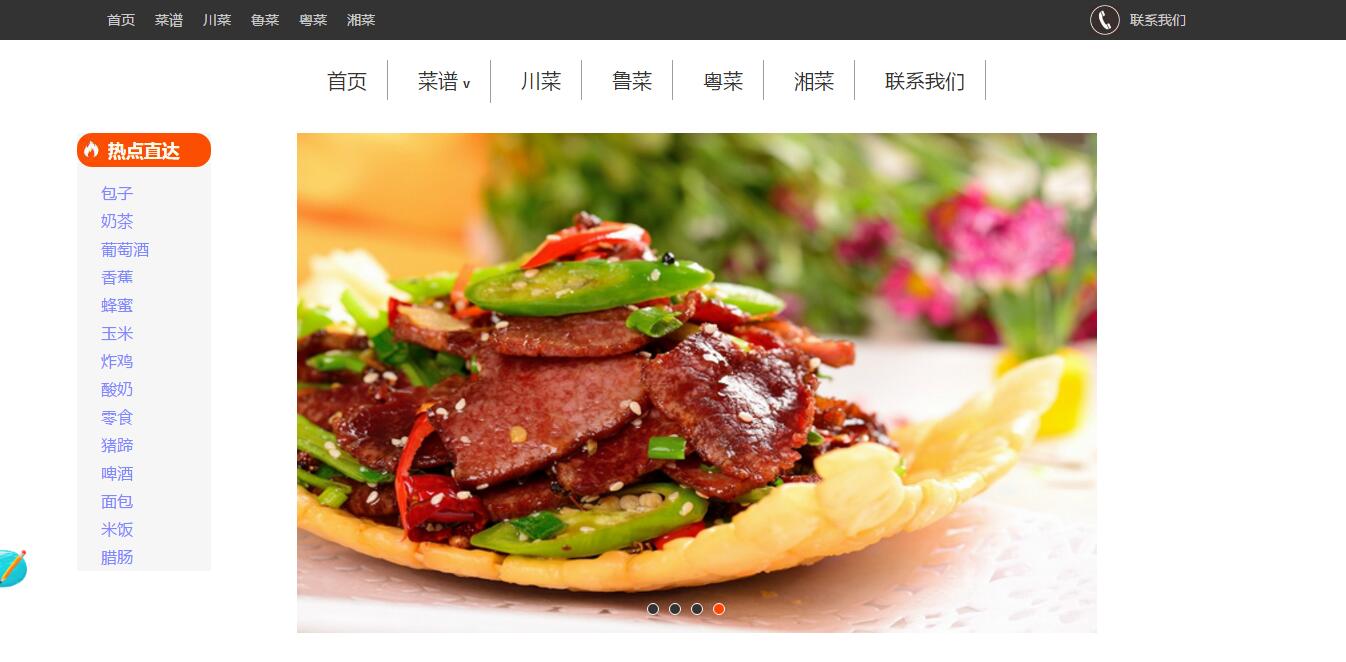 首页 菜谱 川菜 鲁菜 粤菜 湘菜 联系我们
首页 菜谱 v 川菜 鲁菜 粤菜 湘菜 联系我们
热点直达
包子
奶茶
葡萄酒
香蕉
蜂蜜
玉米
炸鸡
酸奶
零食
猪蹄
啤酒
面包
米饭
腊肠